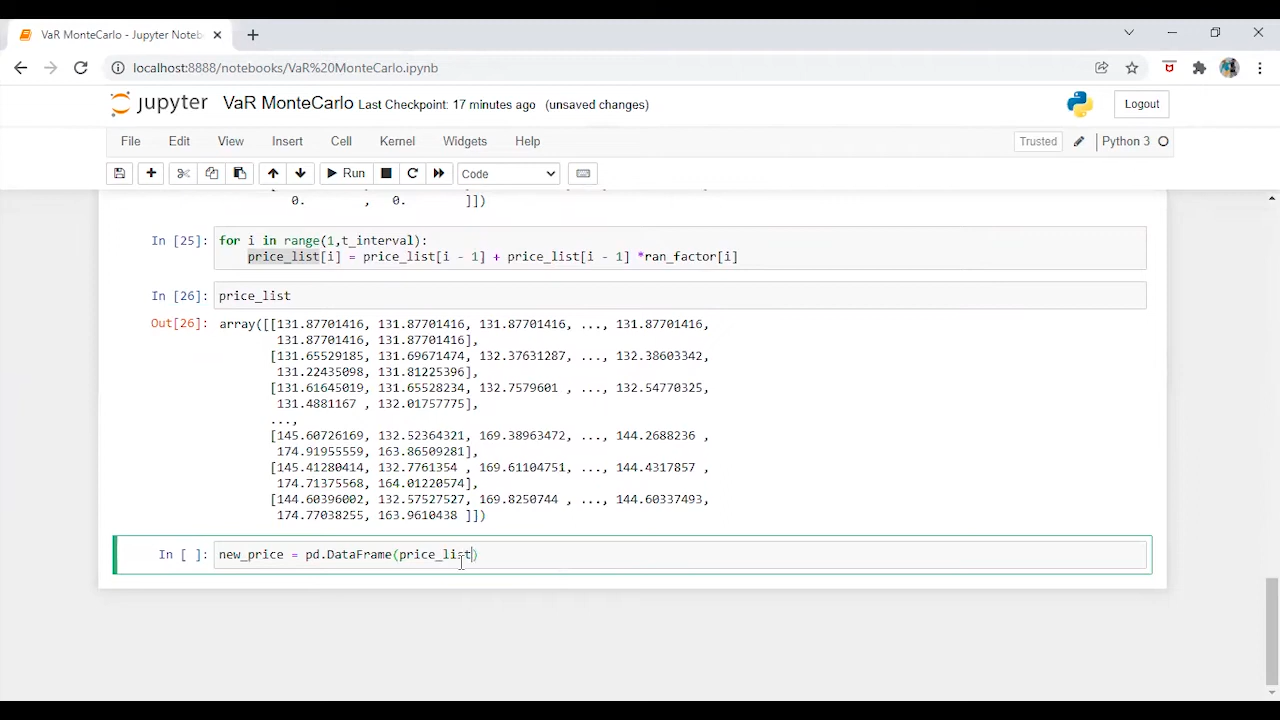 VaR MonteCarlo - Jupyter Noteb
localhost:8888/notebooks/VaR%20MonteCarlo.ipynb
jupyter VaR MonteCarlo Last Checkpoint: 17 minutes ago (unsaved changes) Logout
File Edit View Insert Cell Kernel Widgets Help Trusted Python 3
Run Code
0. , 0. ]])
In [25]: for i in range(1,t_interval):
price_list[i] = price_list[i - 1] + price_list[i - 1] *ran_factor[i]
In [26]: price_list
Out[26]: array([[131.87701416, 131.87701416, 131.87701416, ..., 131.87701416,
131.87701416, 131.87701416],
[131.65529185, 131.69671474, 132.37631287, ..., 132.38603342,
131.22435098, 131.81225396],
[131.61645019, 131.65528234, 132.7579601 , ..., 132.54770325,
131.4881167 , 132.01757775],
...,
[145.60726169, 132.52364321, 169.38963472, ..., 144.2688236 ,
174.91955559, 163.86509281],
[145.41280414, 132.7761354 , 169.61104751, ..., 144.4317857 ,
174.71375568, 164.01220574],
[144.60396002, 132.57527527, 169.8250744 , ..., 144.60337493,
174.77038255, 163.9610438 ]])
In [ ]: new_price = pd.DataFrame(price_list)